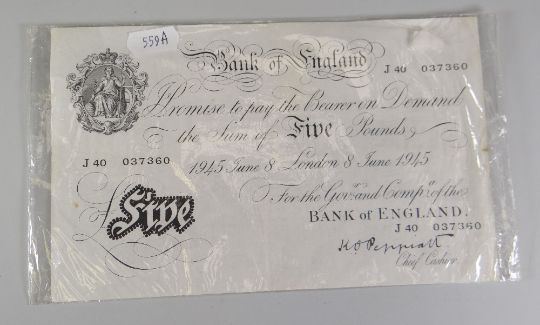 559A
Bank of England
J 40 037360
I Promise to pay the Bearer on Demand
the Sum of Five Pounds
J 40 037360
1945 June 8 London 8 June 1945
For the Govr. and Compa. of the
BANK of ENGLAND.
£Five
J 40 037360
K O Peppiatt
Chief Cashier